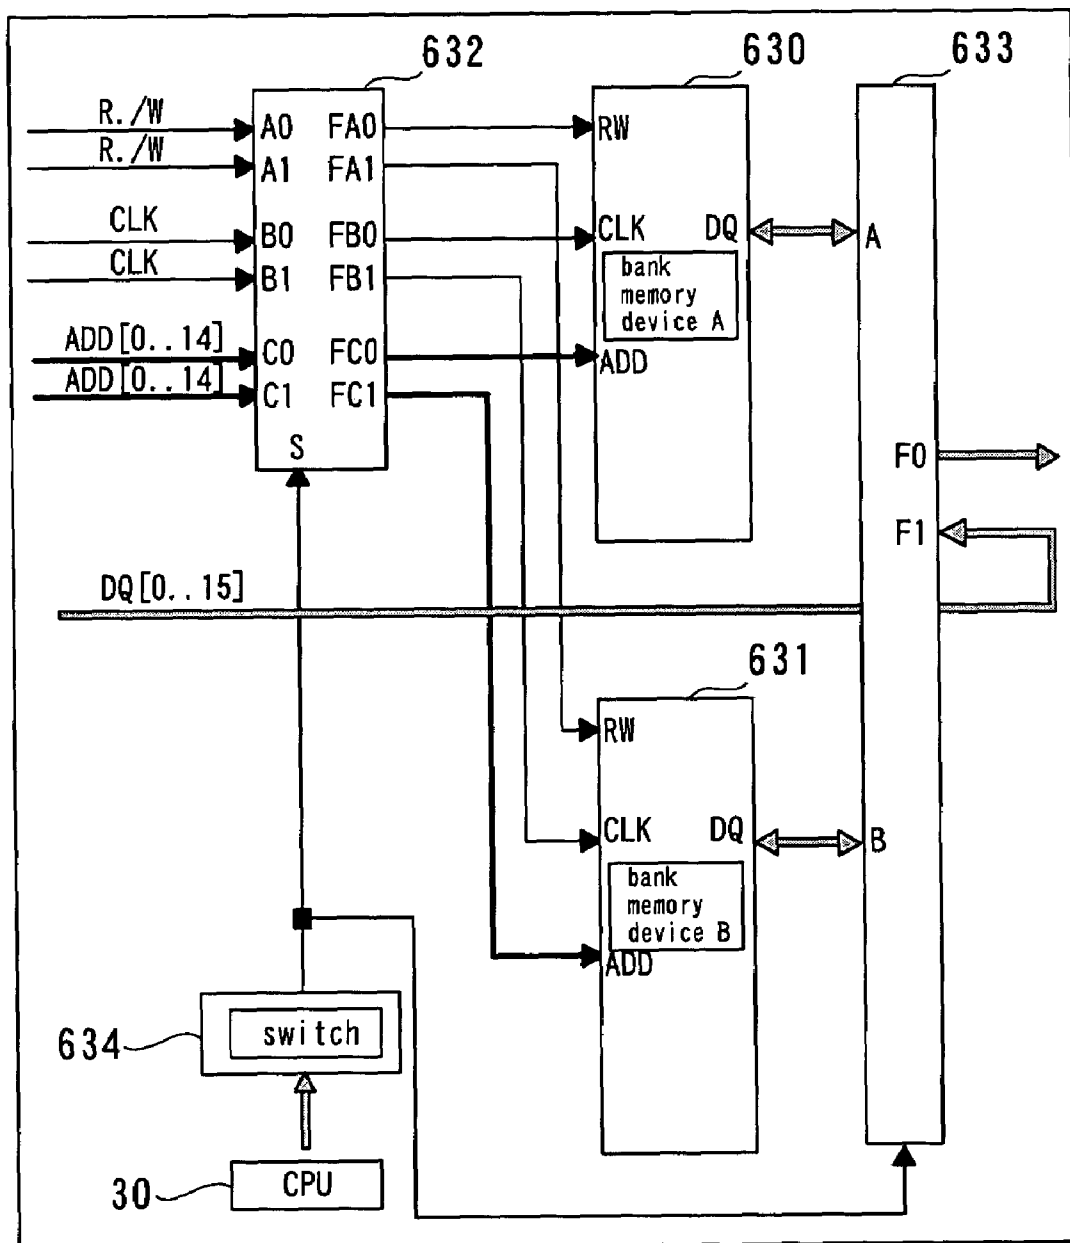 632
630
633
R./W
A0 FA0
RW
R./W
A1 FA1
CLK
B0 FB0
CLK DQ
A
CLK
B1 FB1
bank
memory
device A
ADD[0..14]
C0 FC0
ADD
ADD[0..14]
C1 FC1
S
F0
F1
DQ[0..15]
631
RW
CLK DQ
B
bank
memory
device B
ADD
634
switch
30
CPU